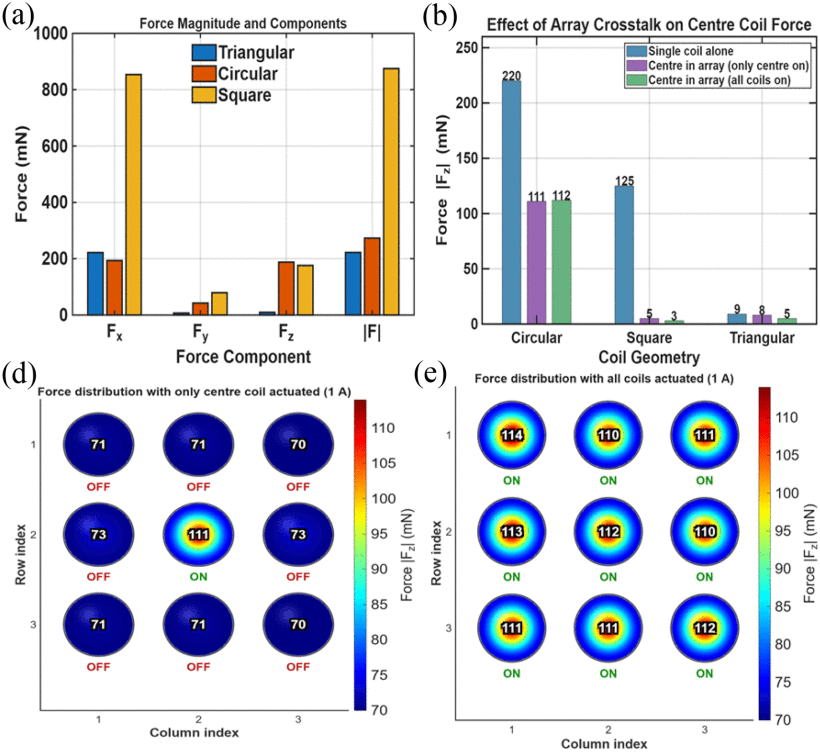 (a)
Force Magnitude and Components
Triangular
Circular
Square
Force (mN)
1000
800
600
400
200
0
Fx Fy Fz |F|
Force Component
(b)
Effect of Array Crosstalk on Centre Coil Force
Single coil alone
Centre in array (only centre on)
Centre in array (all coils on)
Force |Fz| (mN)
250
200
150
100
50
0
220 111 112
125 5 3
9 8 5
Circular Square Triangular
Coil Geometry
(d)
Force distribution with only centre coil actuated (1 A)
Row index
1
71 71 70
OFF OFF OFF
2
73 111 73
OFF ON OFF
3
71 71 70
OFF OFF OFF
1 2 3
Column index
110
105
100
95
90
85
80
75
70
Force |Fz| (mN)
(e)
Force distribution with all coils actuated (1 A)
Row index
1
114 110 111
ON ON ON
2
113 112 110
ON ON ON
3
111 111 112
ON ON ON
1 2 3
Column index
110
100
90
80
70
Force |Fz| (mN)